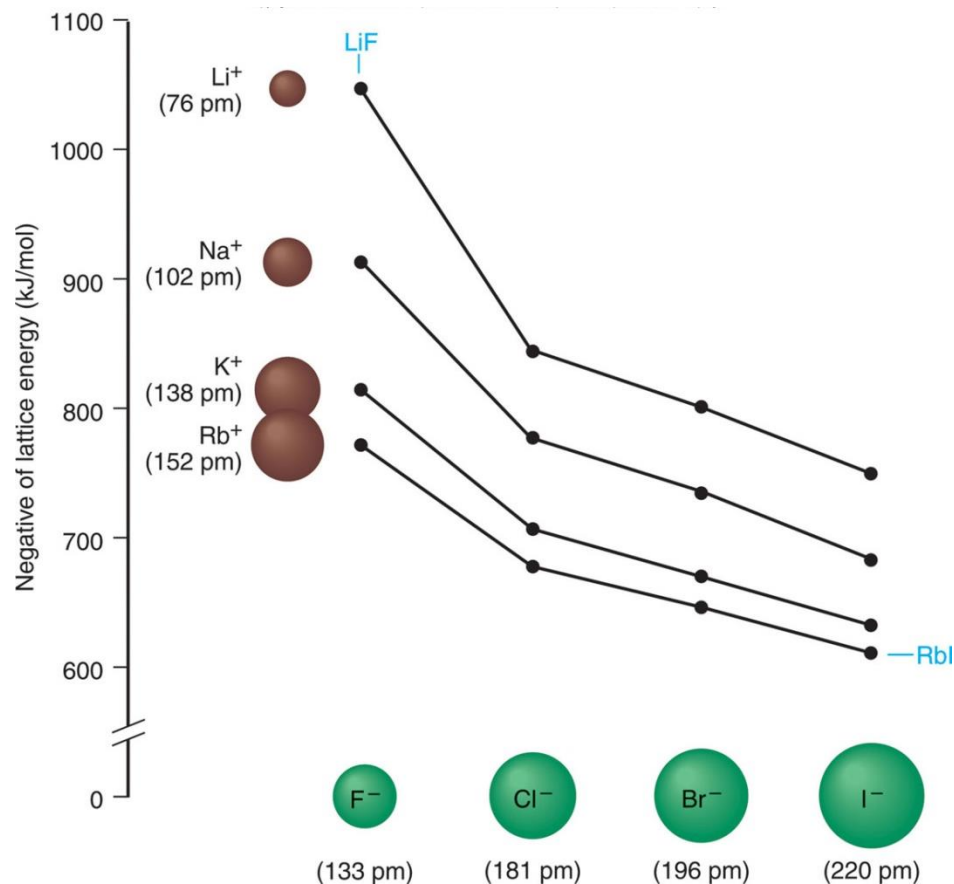 1100
LiF
Li⁺
(76 pm)
1000
Na⁺
(102 pm)
900
K⁺
(138 pm)
800
Rb⁺
(152 pm)
700
600
RbI
0
Negative of lattice energy (kJ/mol)
F⁻ Cl⁻ Br⁻ I⁻
(133 pm) (181 pm) (196 pm) (220 pm)